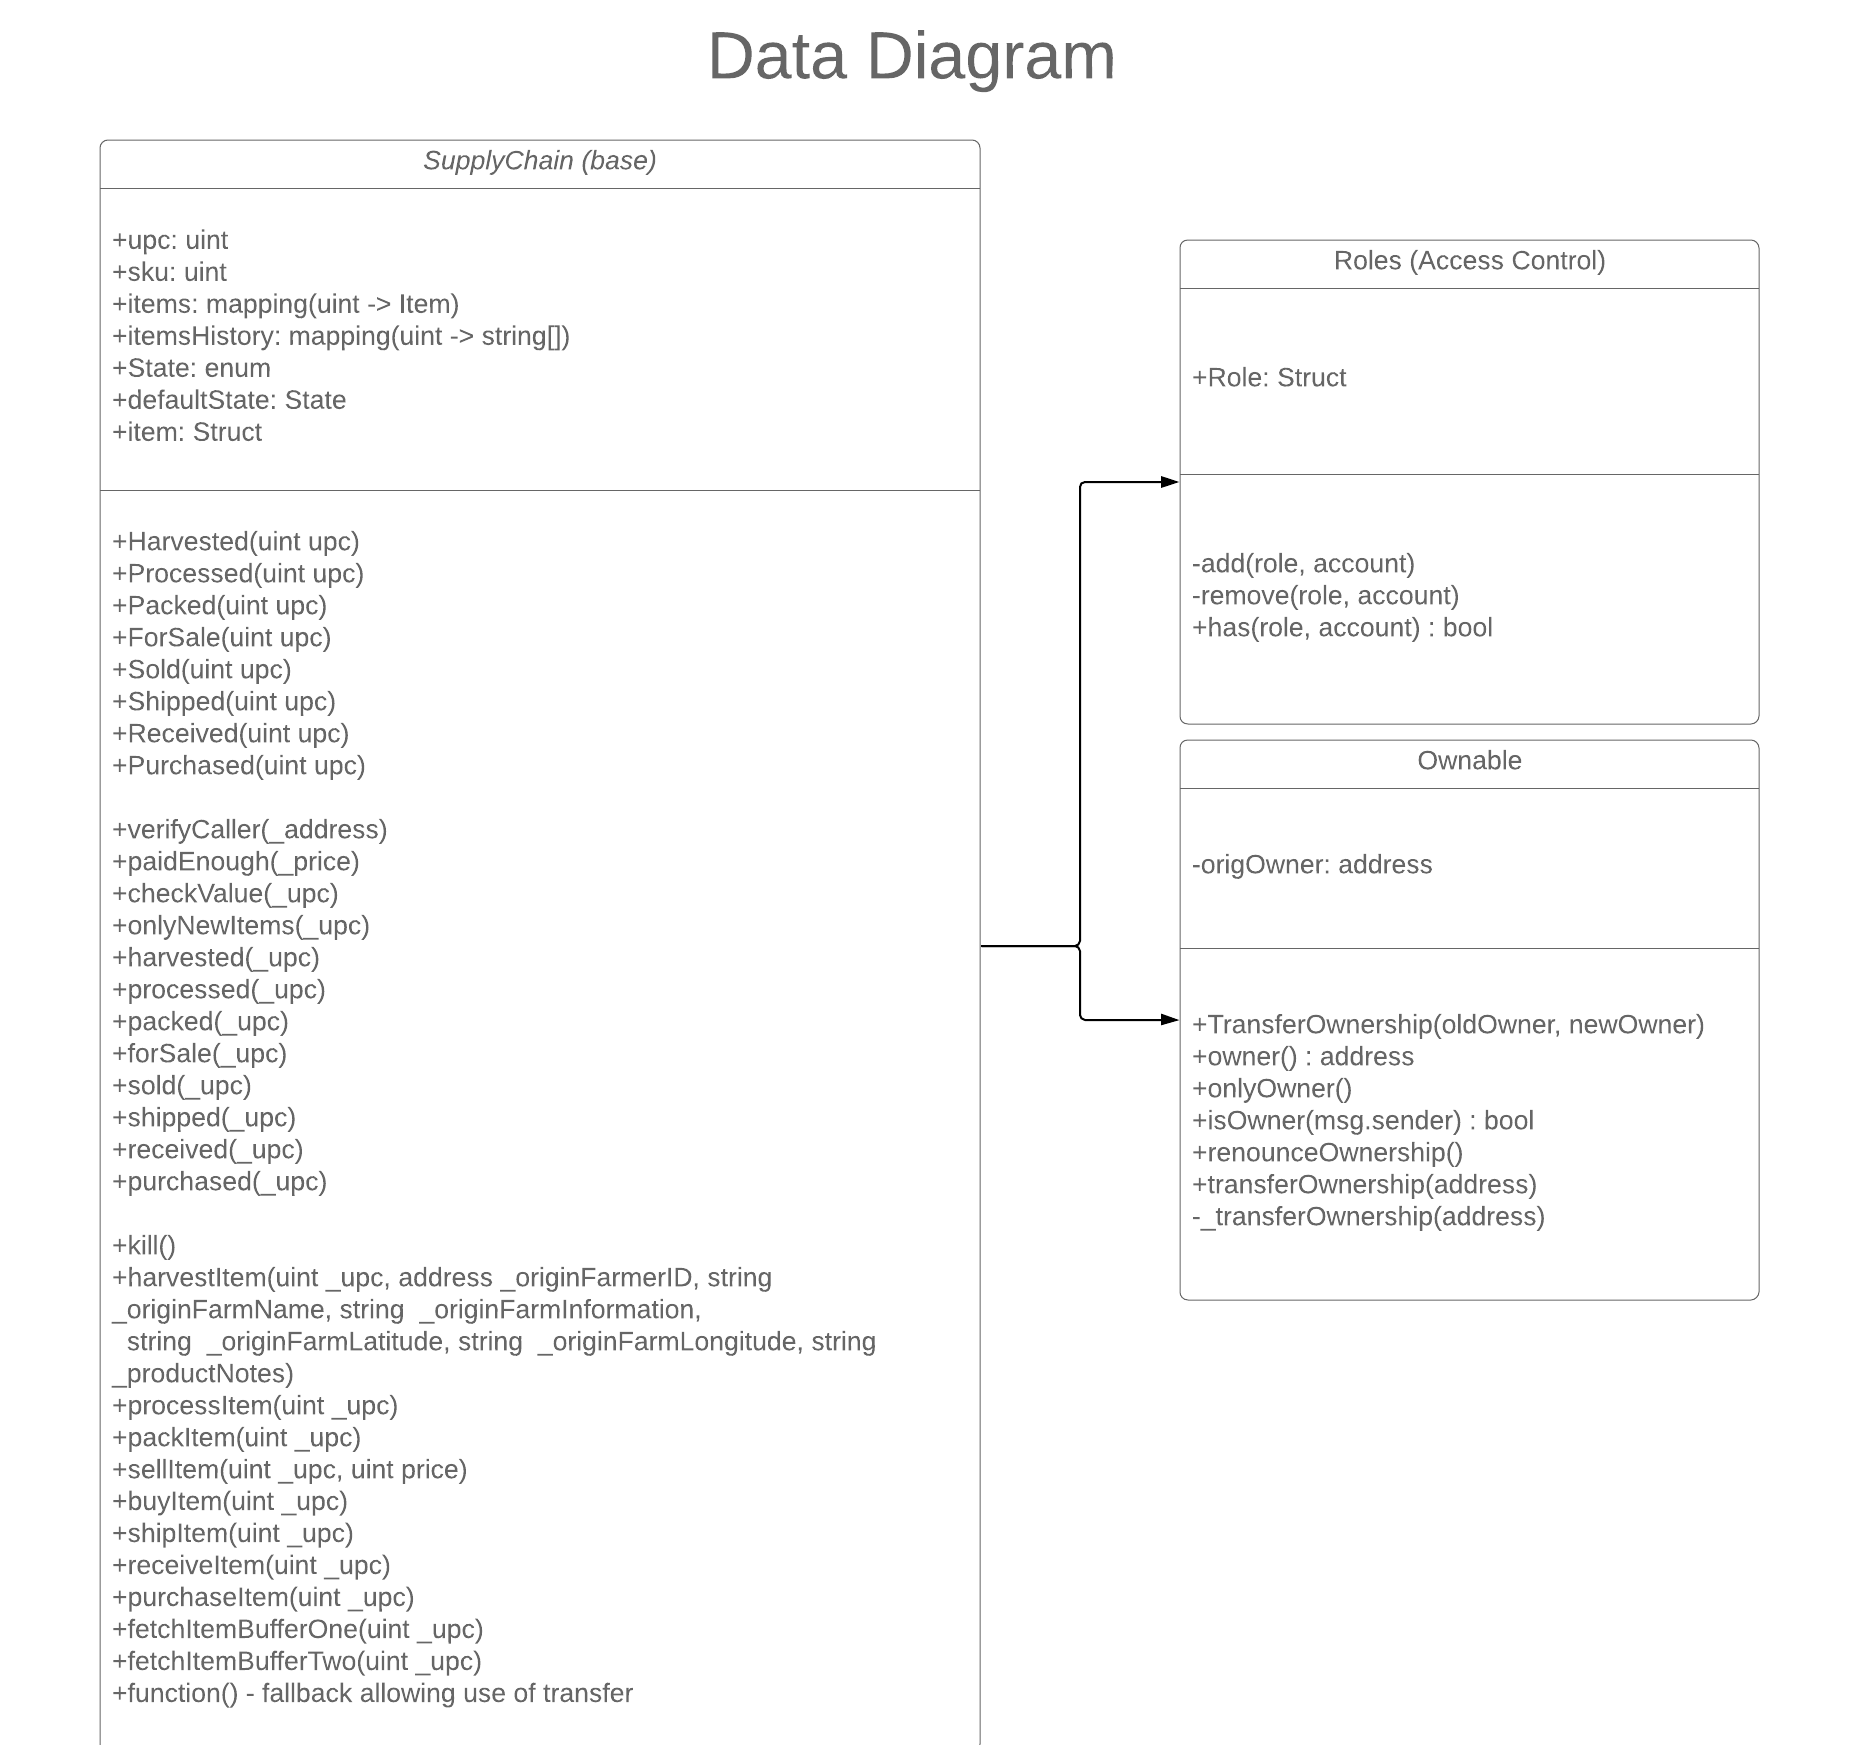 Data Diagram
SupplyChain (base)
+upc: uint
+sku: uint
+items: mapping(uint -> Item)
+itemsHistory: mapping(uint -> string[])
+State: enum
+defaultState: State
+item: Struct
+Harvested(uint upc)
+Processed(uint upc)
+Packed(uint upc)
+ForSale(uint upc)
+Sold(uint upc)
+Shipped(uint upc)
+Received(uint upc)
+Purchased(uint upc)
+verifyCaller(_address)
+paidEnough(_price)
+checkValue(_upc)
+onlyNewItems(_upc)
+harvested(_upc)
+processed(_upc)
+packed(_upc)
+forSale(_upc)
+sold(_upc)
+shipped(_upc)
+received(_upc)
+purchased(_upc)
+kill()
+harvestItem(uint _upc, address _originFarmerID, string
_originFarmName, string  _originFarmInformation,
string  _originFarmLatitude, string  _originFarmLongitude, string
_productNotes)
+processItem(uint _upc)
+packItem(uint _upc)
+sellItem(uint _upc, uint price)
+buyItem(uint _upc)
+shipItem(uint _upc)
+receiveItem(uint _upc)
+purchaseItem(uint _upc)
+fetchItemBufferOne(uint _upc)
+fetchItemBufferTwo(uint _upc)
+function() - fallback allowing use of transfer
Roles (Access Control)
+Role: Struct
-add(role, account)
-remove(role, account)
+has(role, account) : bool
Ownable
-origOwner: address
+TransferOwnership(oldOwner, newOwner)
+owner() : address
+onlyOwner()
+isOwner(msg.sender) : bool
+renounceOwnership()
+transferOwnership(address)
-_transferOwnership(address)